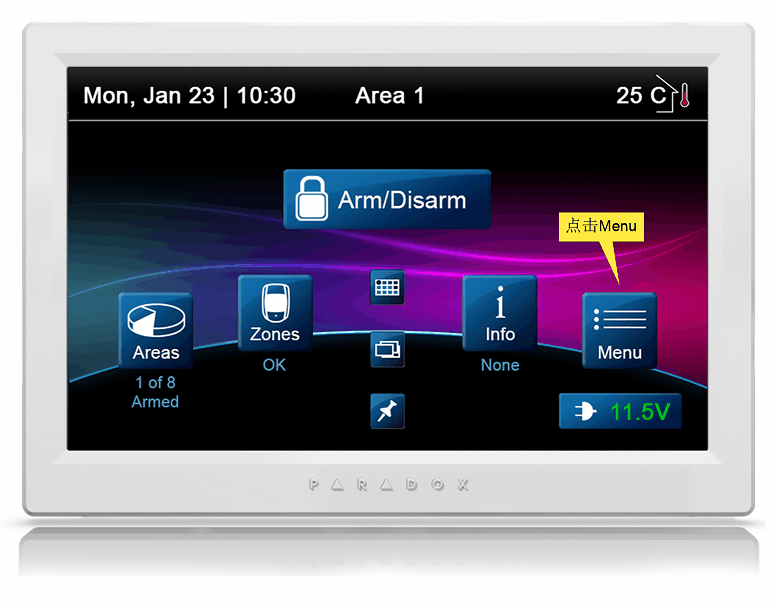 Mon, Jan 23 | 10:30 Area 1 25 C
Arm/Disarm
点击Menu
Areas
1 of 8
Armed
Zones
OK
Info
None
Menu
11.5V
PARADOX